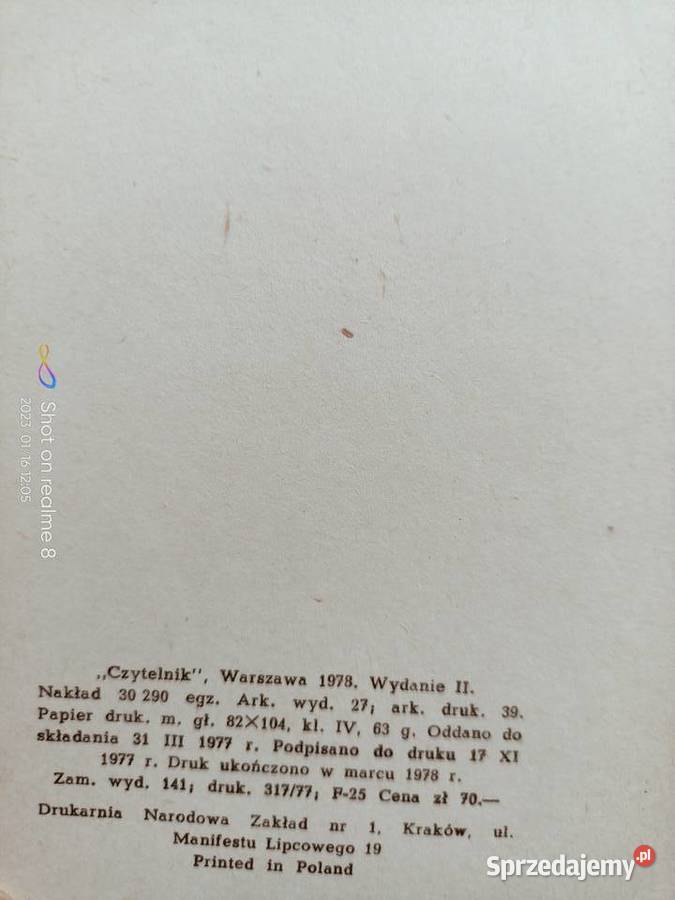 „Czytelnik", Warszawa 1978. Wydanie II.
Nakład 30 290 egz. Ark. wyd. 27; ark. druk. 39.
Papier druk. m. gł. 82×104, kl. IV, 63 g. Oddano do
składania 31 III 1977 r. Podpisano do druku 17 XI
1977 r. Druk ukończono w marcu 1978 r.
Zam. wyd. 141; druk. 317/77; F-25 Cena zł 70.—
Drukarnia Narodowa Zakład nr 1, Kraków, ul.
Manifestu Lipcowego 19
Printed in Poland
Shot on realme 8
2023 01 16 12:05
Sprzedajemy.pl